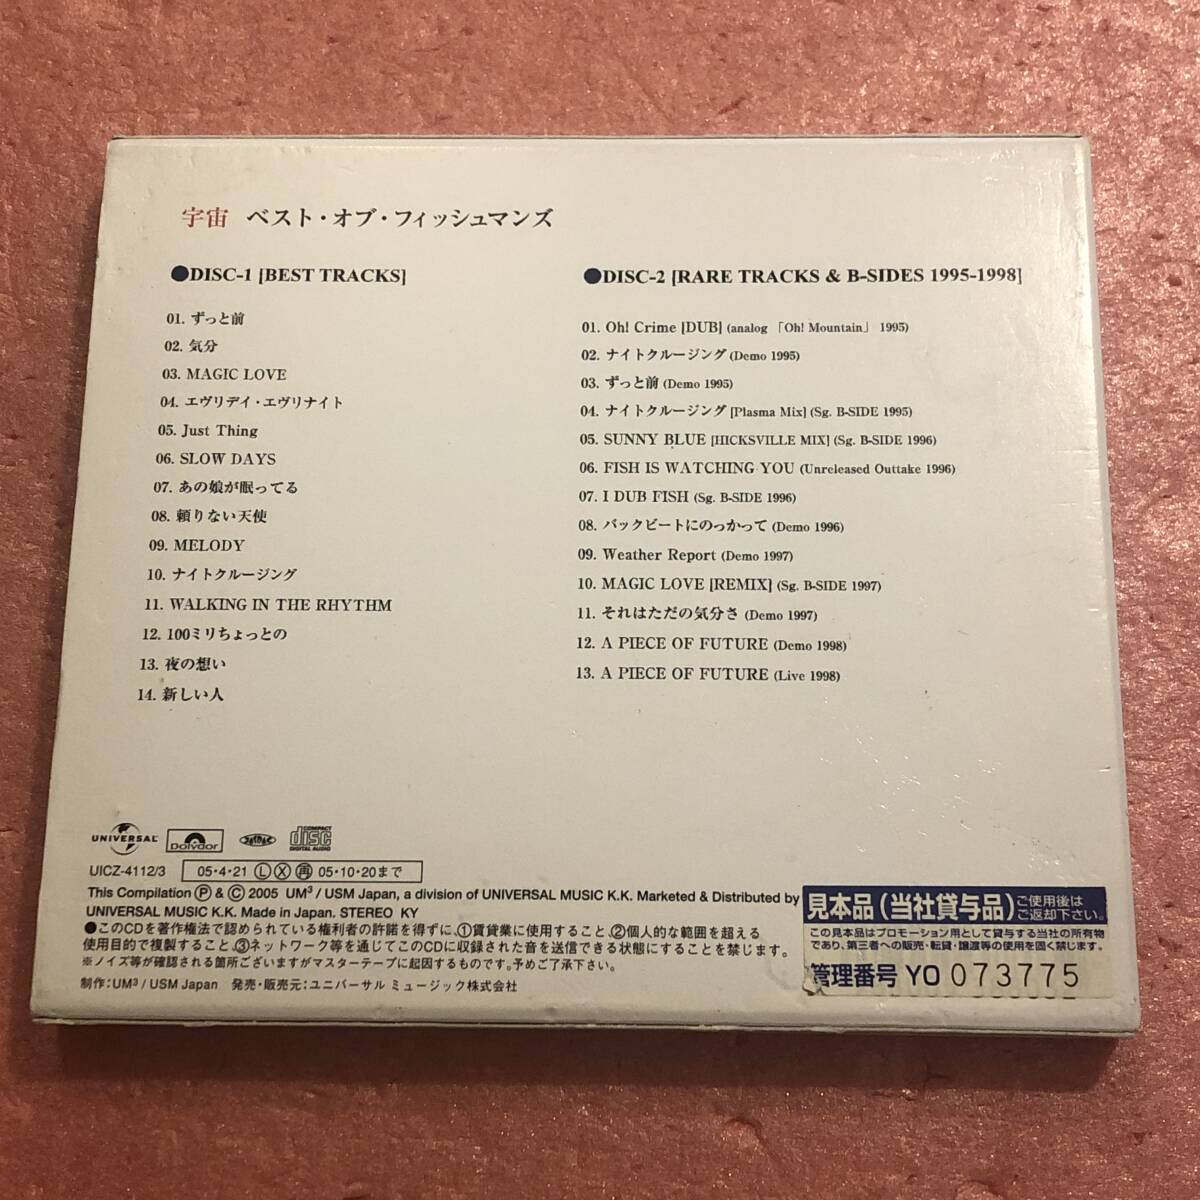 宇宙 ベスト・オブ・フィッシュマンズ
●DISC-1 [BEST TRACKS]
01. ずっと前
02. 気分
03. MAGIC LOVE
04. エヴリデイ・エヴリナイト
05. Just Thing
06. SLOW DAYS
07. あの娘が眠ってる
08. 頼りない天使
09. MELODY
10. ナイトクルージング
11. WALKING IN THE RHYTHM
12. 100ミリちょっとの
13. 夜の想い
14. 新しい人
●DISC-2 [RARE TRACKS & B-SIDES 1995-1998]
01. Oh! Crime [DUB] (analog 「Oh! Mountain」 1995)
02. ナイトクルージング (Demo 1995)
03. ずっと前 (Demo 1995)
04. ナイトクルージング [Plasma Mix] (Sg. B-SIDE 1995)
05. SUNNY BLUE [HICKSVILLE MIX] (Sg. B-SIDE 1996)
06. FISH IS WATCHING YOU (Unreleased Outtake 1996)
07. I DUB FISH (Sg. B-SIDE 1996)
08. バックビートにのっかって (Demo 1996)
09. Weather Report (Demo 1997)
10. MAGIC LOVE [REMIX] (Sg. B-SIDE 1997)
11. それはただの気分さ (Demo 1997)
12. A PIECE OF FUTURE (Demo 1998)
13. A PIECE OF FUTURE (Live 1998)
UNIVERSAL
Polydor
COMPACT
disc
DIGITAL AUDIO
UICZ-4112/3
05・4・21 Ⓛ Ⓧ ㊐ 05・10・20まで
This Compilation Ⓟ & Ⓒ 2005 UM³ / USM Japan, a division of UNIVERSAL MUSIC K.K. Marketed & Distributed by
UNIVERSAL MUSIC K.K. Made in Japan. STEREO KY
●このCDを著作権法で認められている権利者の許諾を得ずに、①賃貸業に使用すること、②個人的な範囲を超える
使用目的で複製すること、③ネットワーク等を通じてこのCDに収録された音を送信できる状態にすることを禁じます。
※ノイズ等が確認される箇所ございますがマスターテープに起因するものです。予めご了承下さい。
制作:UM³ / USM Japan 発売・販売元:ユニバーサル ミュージック株式会社
見本品(当社貸与品)
ご使用後は
ご返却下さい。
この見本品はプロモーション用として貸与する当社の所有物
であり、第三者への販売・転貸・譲渡等の使用を固く禁じます。
管理番号 YO 073775